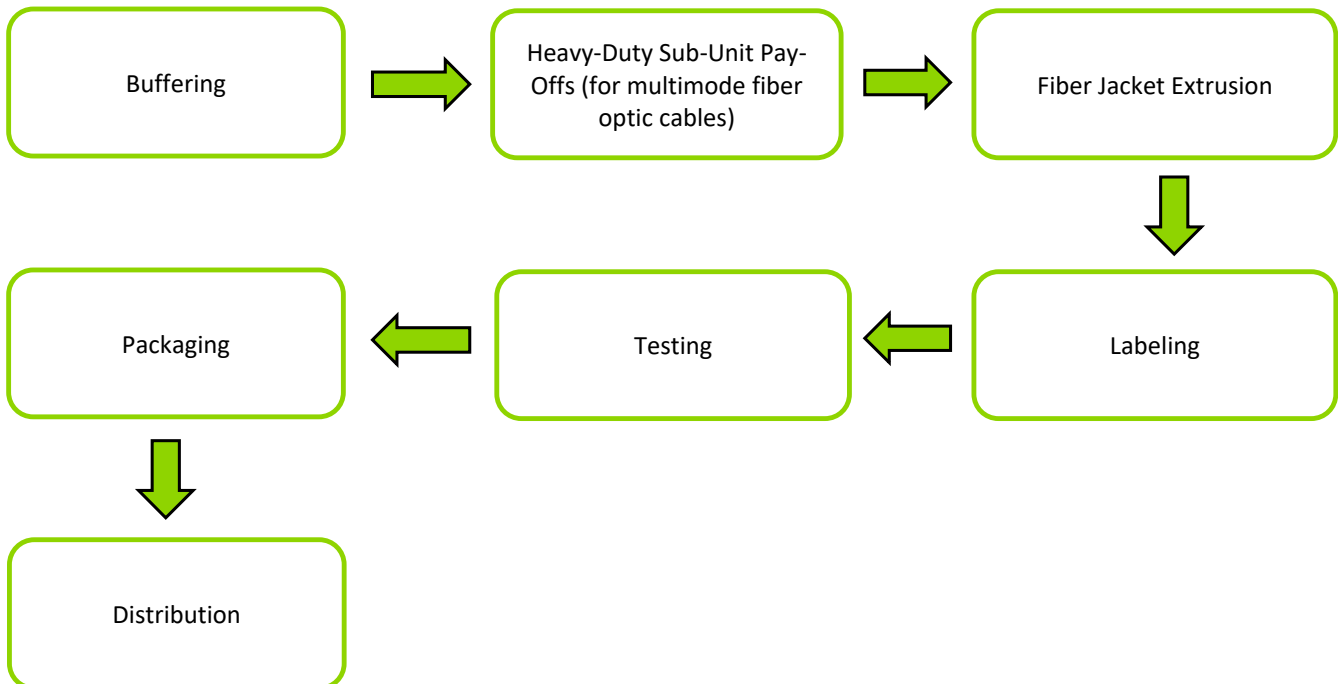 Buffering
Heavy-Duty Sub-Unit Pay-
Offs (for multimode fiber
optic cables)
Fiber Jacket Extrusion
Labeling
Testing
Packaging
Distribution